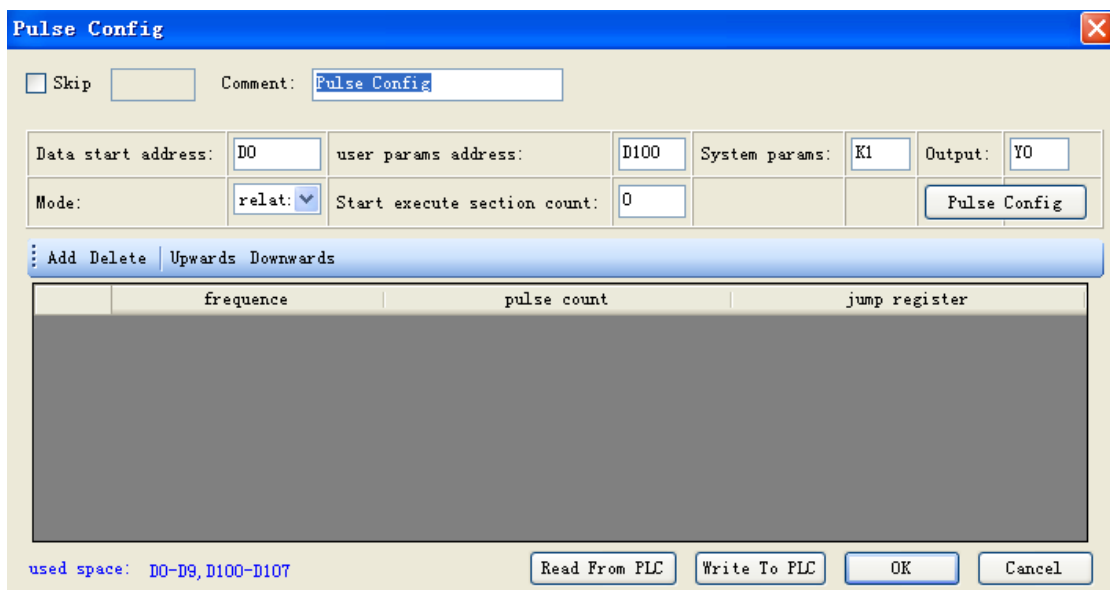 Pulse Config
Skip Comment: Pulse Config
Data start address: D0 user params address: D100 System params: K1 Output: Y0
Mode: relat: Start execute section count: 0 Pulse Config
Add Delete Upwards Downwards
frequence pulse count jump register
used space: D0-D9,D100-D107 Read From PLC Write To PLC OK Cancel